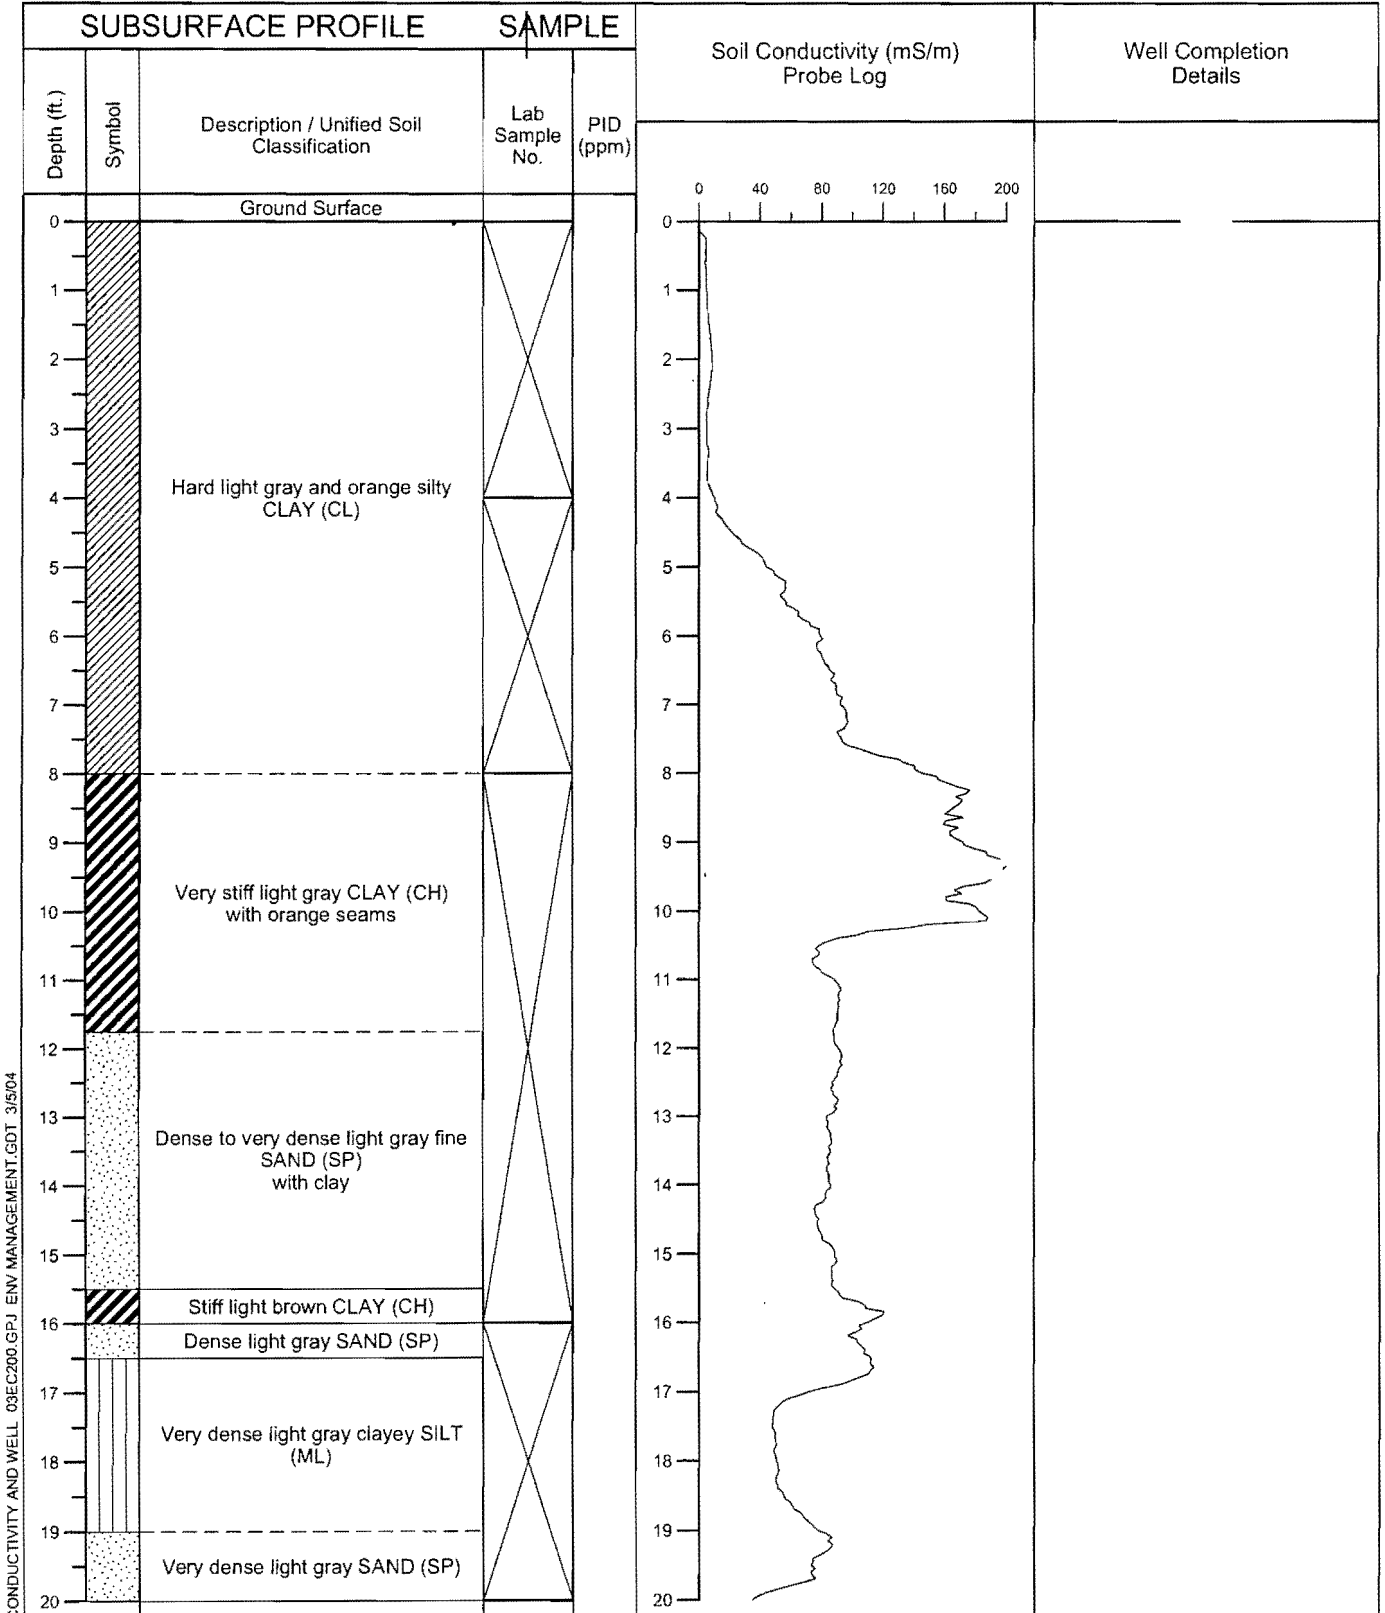 SUBSURFACE PROFILE
SAMPLE
Soil Conductivity (mS/m)
Probe Log
Well Completion
Details
Depth (ft.)
Symbol
Description / Unified Soil
Classification
Lab
Sample
No.
PID
(ppm)
0 40 80 120 160 200
Ground Surface
0
1
2
3
4
5
6
7
8
9
10
11
12
13
14
15
16
17
18
19
20
Hard light gray and orange silty
CLAY (CL)
Very stiff light gray CLAY (CH)
with orange seams
Dense to very dense light gray fine
SAND (SP)
with clay
Stiff light brown CLAY (CH)
Dense light gray SAND (SP)
Very dense light gray clayey SILT
(ML)
Very dense light gray SAND (SP)
0
1
2
3
4
5
6
7
8
9
10
11
12
13
14
15
16
17
18
19
20
CONDUCTIVITY AND WELL 03EC200.GPJ ENV MANAGEMENT.GDT 3/5/04